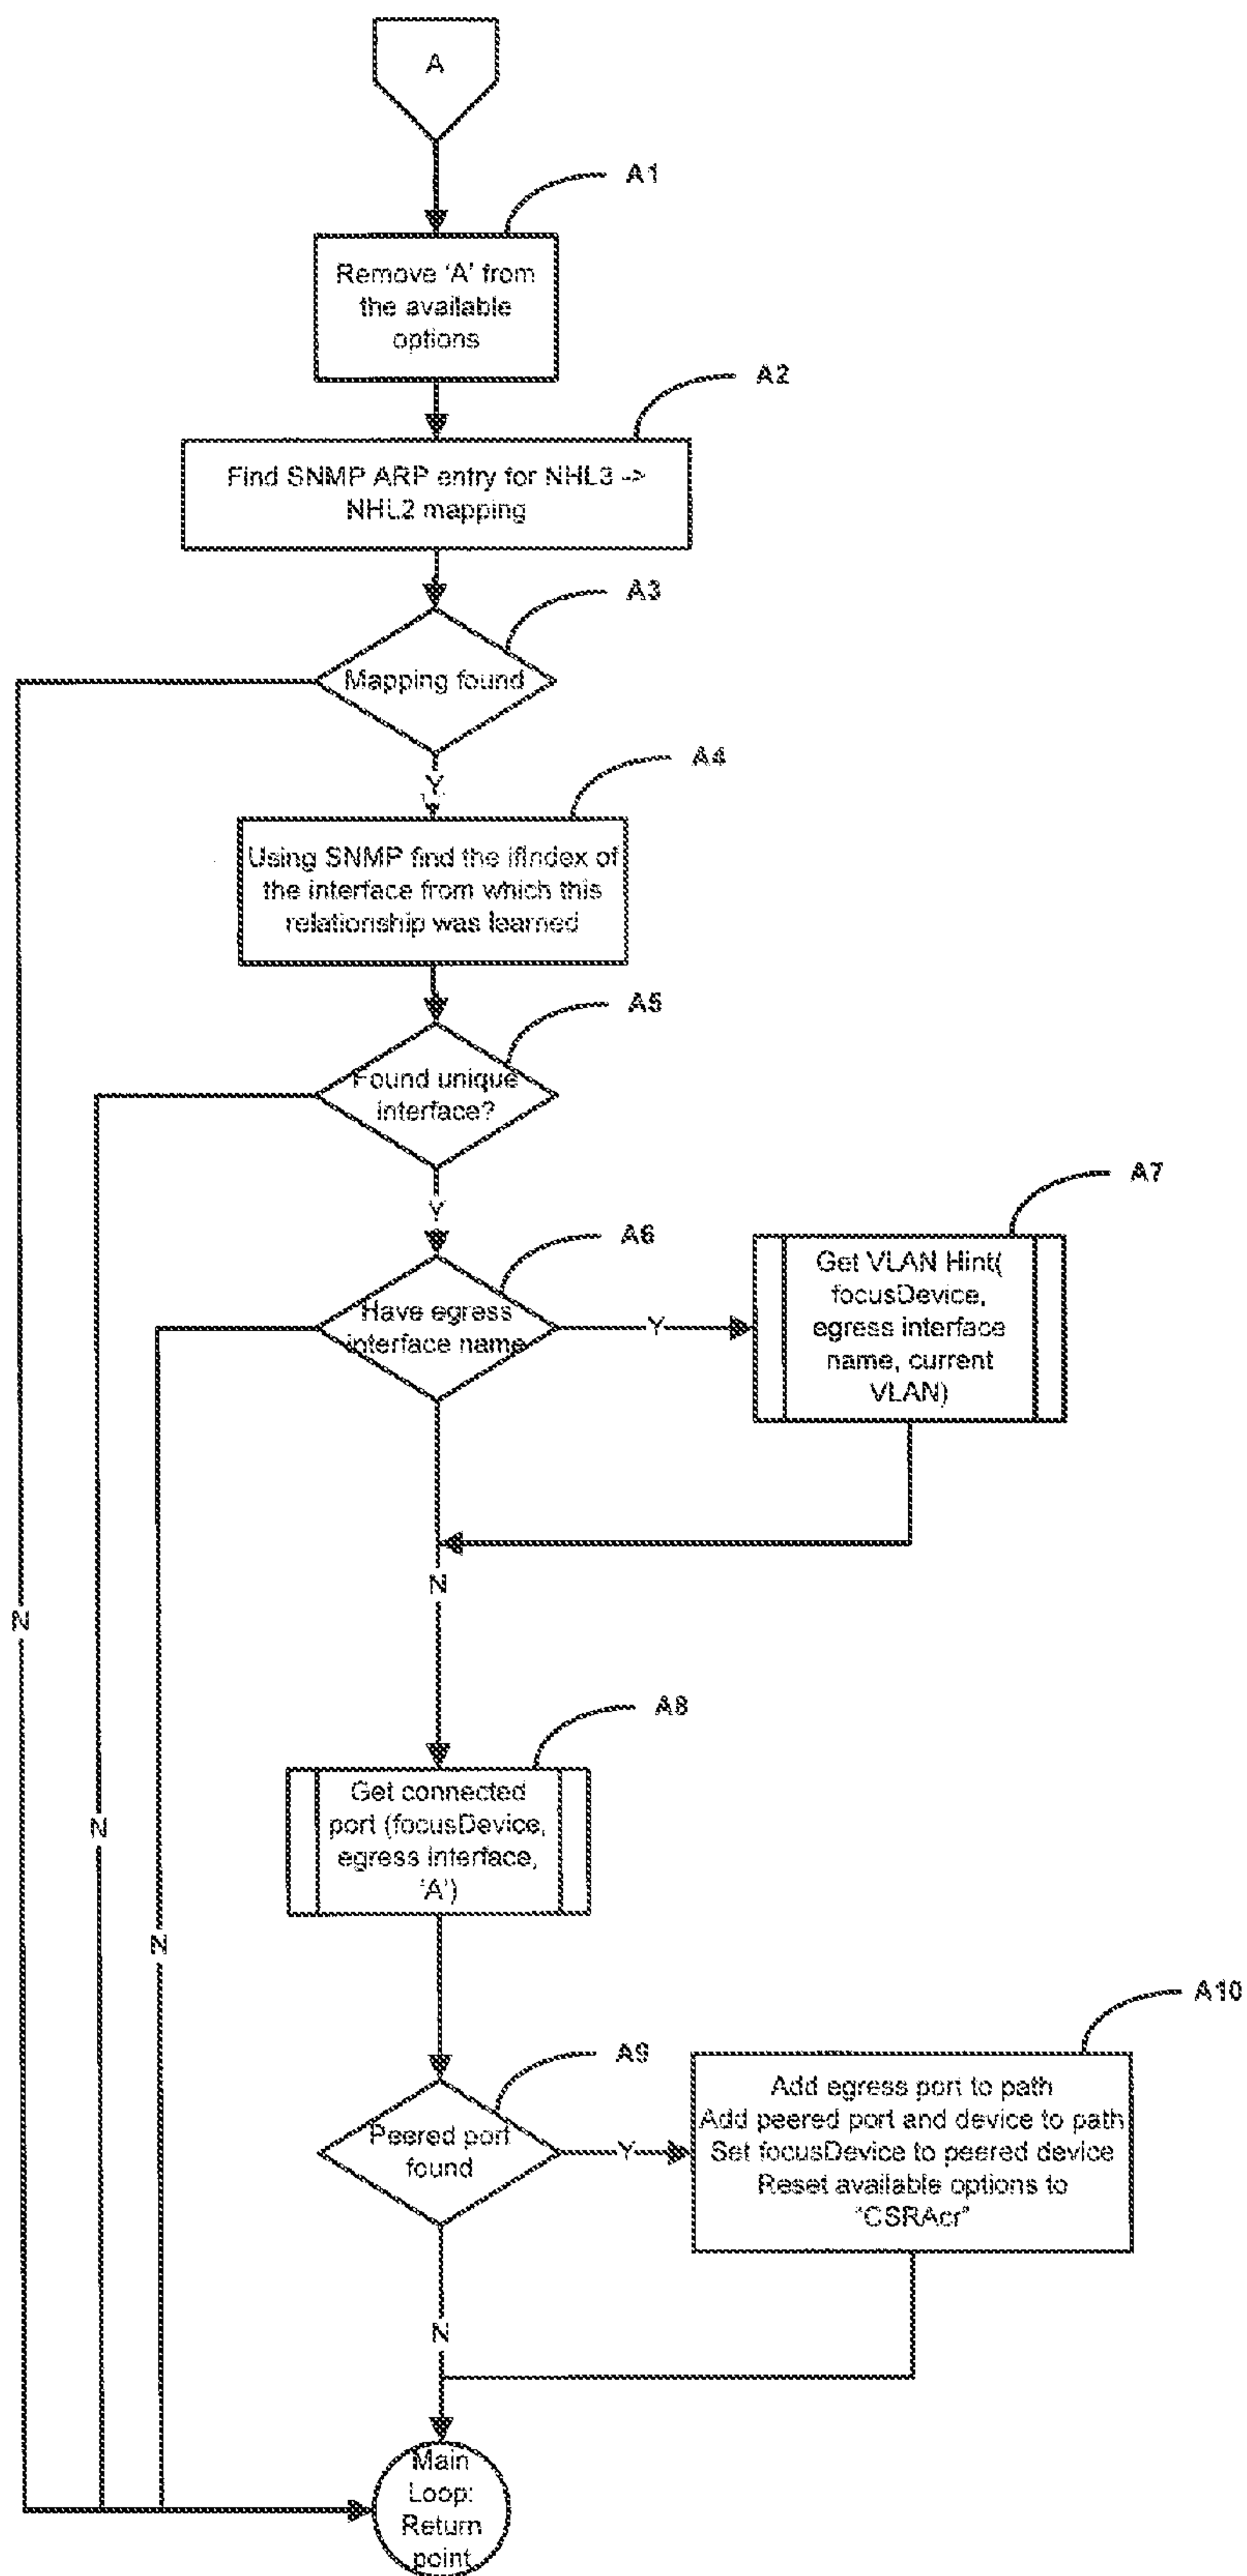 A
A1
Remove 'A' from
the available
options
A2
Find SNMP ARP entry for NHL3 ->
NHL2 mapping
A3
Mapping found
Y
A4
Using SNMP find the ifIndex of
the interface from which this
relationship was learned
A5
Found unique
interface?
Y
A6
Have egress
interface name
Y
A7
Get VLAN Hint(
focusDevice,
egress interface
name, current
VLAN)
N
N
N
N
A8
Get connected
port (focusDevice,
egress interface,
'A')
A9
Peered port
found
Y
A10
Add egress port to path
Add peered port and device to path
Set focusDevice to peered device
Reset available options to
"CSRAcr"
N
Main
Loop:
Return
point